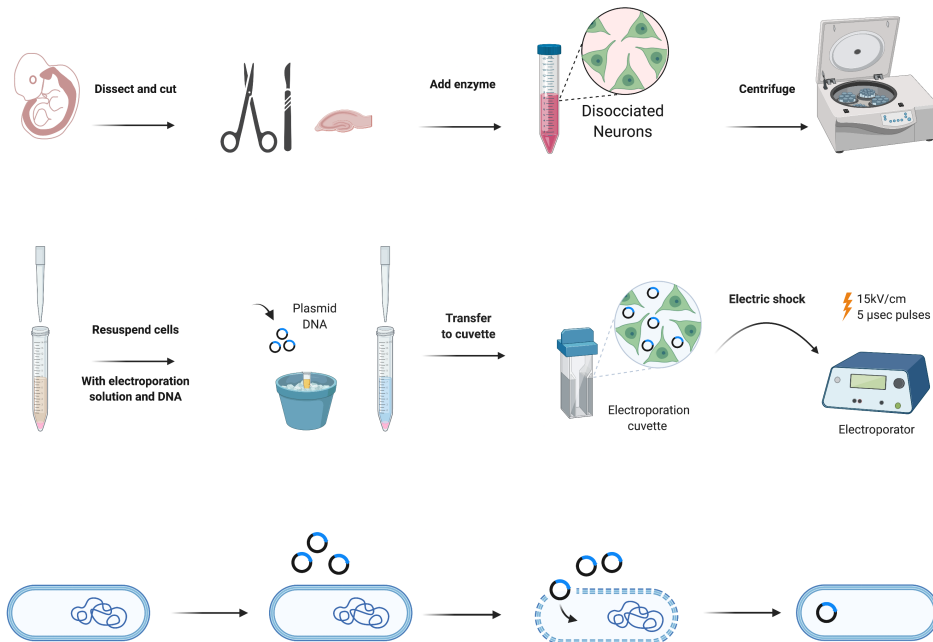 Dissect and cut
Add enzyme
Disocciated
Neurons
Centrifuge
Resuspend cells
With electroporation
solution and DNA
Plasmid
DNA
Transfer
to cuvette
Electroporation
cuvette
Electric shock
15kV/cm
5 μsec pulses
Electroporator